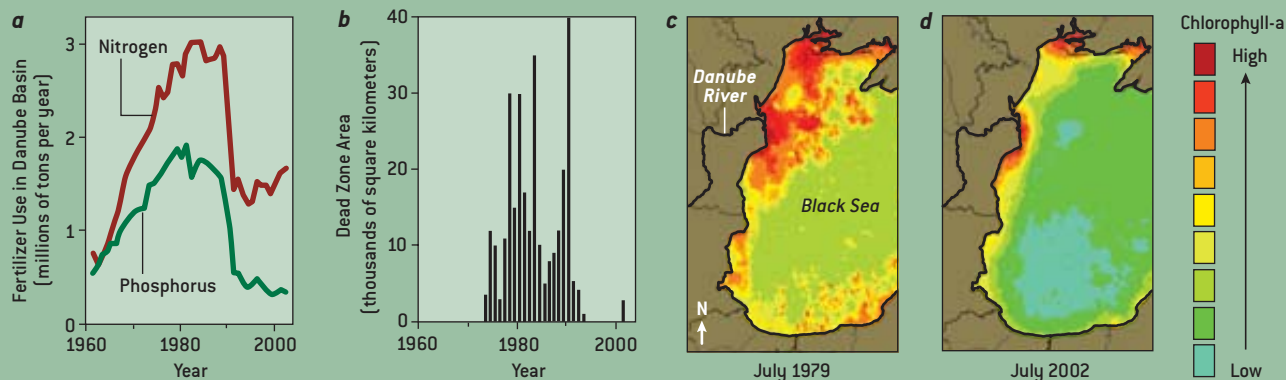 a
Fertilizer Use in Danube Basin
(millions of tons per year)
3
2
1
0
Nitrogen
Phosphorus
1960
1980
2000
Year
b
Dead Zone Area
(thousands of square kilometers)
40
30
20
10
0
1960
1980
2000
Year
c
Danube
River
Black Sea
N
July 1979
d
July 2002
Chlorophyll-a
High
Low